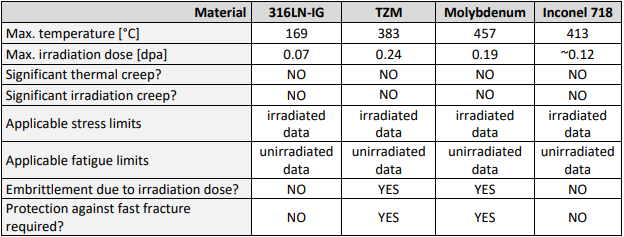 Material 316LN-IG TZM Molybdenum Inconel 718
Max. temperature [°C] 169 383 457 413
Max. irradiation dose [dpa] 0.07 0.24 0.19 ~0.12
Significant thermal creep? NO NO NO NO
Significant irradiation creep? NO NO NO NO
Applicable stress limits irradiated data irradiated data irradiated data irradiated data
Applicable fatigue limits unirradiated data unirradiated data unirradiated data unirradiated data
Embrittlement due to irradiation dose? NO YES YES NO
Protection against fast fracture required? NO YES YES NO